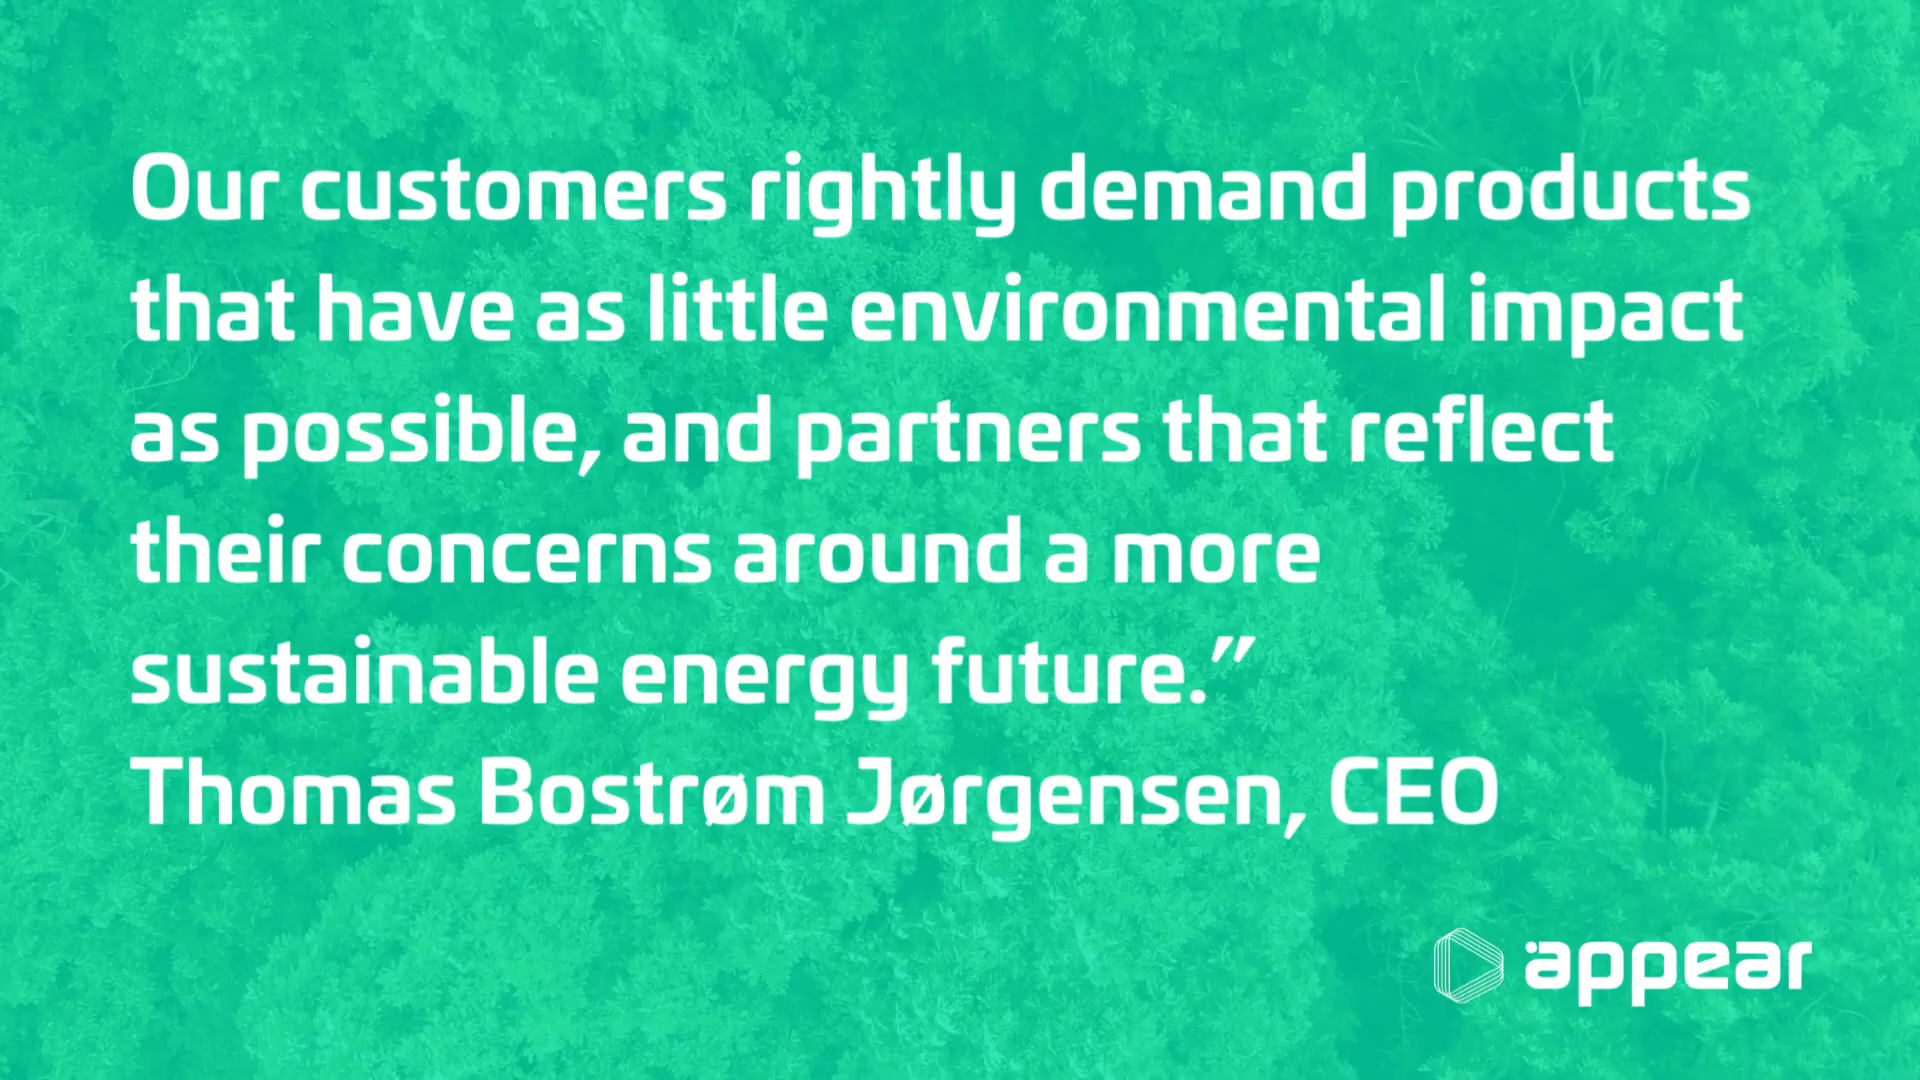 Our customers rightly demand products
that have as little environmental impact
as possible, and partners that reflect
their concerns around a more
sustainable energy future.”
Thomas Bostrøm Jørgensen, CEO
appear